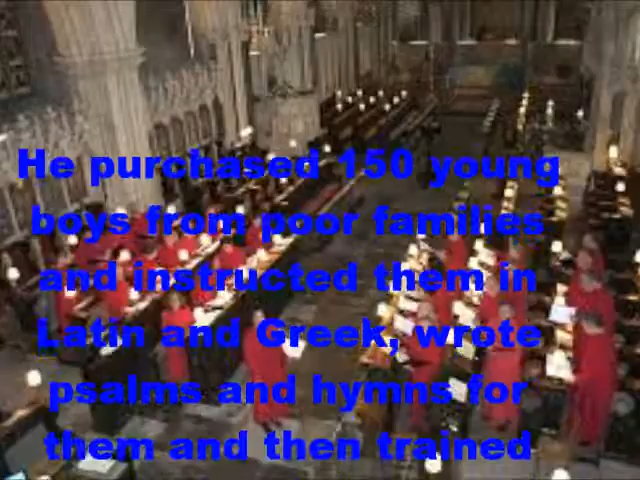 He purchased 150 young
boys from poor families
and instructed them in
Latin and Greek, wrote
psalms and hymns for
them and then trained